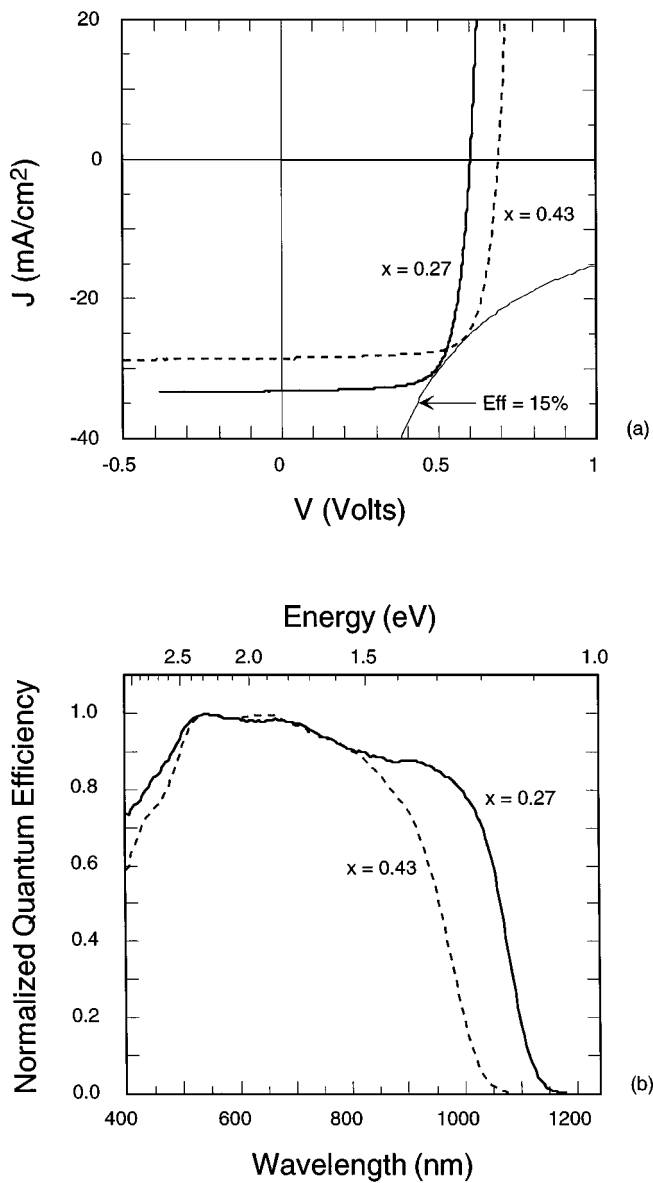 20
0
-20
-40
J (mA/cm²)
x = 0.43
x = 0.27
Eff = 15%
(a)
-0.5 0 0.5 1
V (Volts)
Energy (eV)
2.5 2.0 1.5 1.0
1.0
0.8
0.6
0.4
0.2
0.0
Normalized Quantum Efficiency
x = 0.27
x = 0.43
(b)
400 600 800 1000 1200
Wavelength (nm)